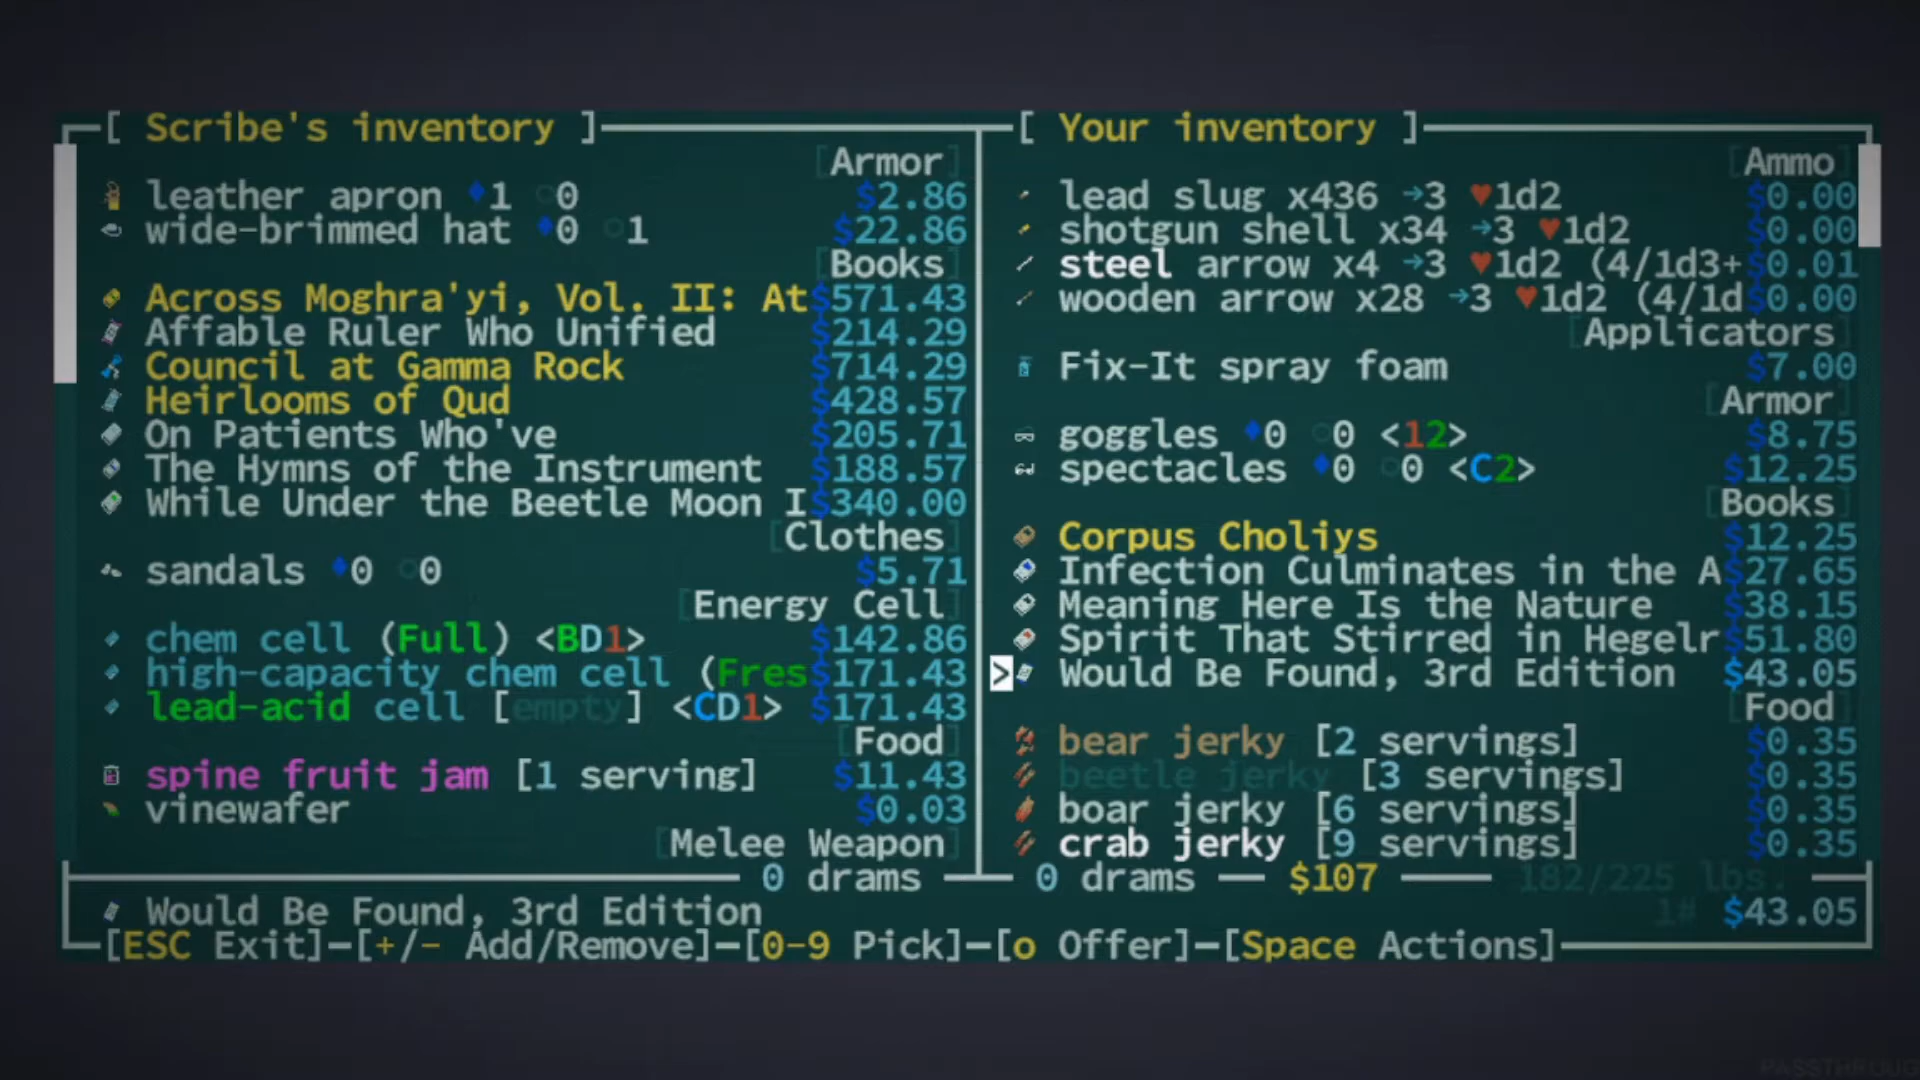 [ Scribe's inventory ]
[Armor]
leather apron ♦1 ○0 $2.86
wide-brimmed hat ♦0 ○1 $22.86
[Books]
Across Moghra'yi, Vol. II: At $571.43
Affable Ruler Who Unified $214.29
Council at Gamma Rock $714.29
Heirlooms of Qud $428.57
On Patients Who've $205.71
The Hymns of the Instrument $188.57
While Under the Beetle Moon I $340.00
[Clothes]
sandals ♦0 ○0 $5.71
[Energy Cell]
chem cell (Full) <BD1> $142.86
high-capacity chem cell (Fres $171.43
lead-acid cell [empty] <CD1> $171.43
[Food]
spine fruit jam [1 serving] $11.43
vinewafer $0.03
[Melee Weapon]
0 drams
[ Your inventory ]
[Ammo]
lead slug x436 →3 ♥1d2 $0.00
shotgun shell x34 →3 ♥1d2 $0.00
steel arrow x4 →3 ♥1d2 (4/1d3+ $0.01
wooden arrow x28 →3 ♥1d2 (4/1d $0.00
[Applicators]
Fix-It spray foam $7.00
[Armor]
goggles ♦0 ○0 <12> $8.75
spectacles ♦0 ○0 <C2> $12.25
[Books]
Corpus Choliys $12.25
Infection Culminates in the A $27.65
Meaning Here Is the Nature $38.15
Spirit That Stirred in Hegelr $51.80
> Would Be Found, 3rd Edition $43.05
[Food]
bear jerky [2 servings] $0.35
beetle jerky [3 servings] $0.35
boar jerky [6 servings] $0.35
crab jerky [9 servings] $0.35
0 drams — $107 — 182/225 lbs.
Would Be Found, 3rd Edition 1# $43.05
[ESC Exit]-[+/- Add/Remove]-[0-9 Pick]-[o Offer]-[Space Actions]